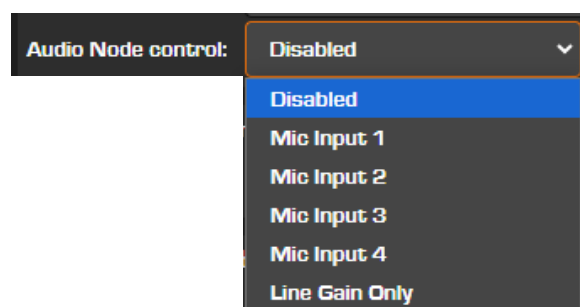 Audio Node control: Disabled
Disabled
Mic Input 1
Mic Input 2
Mic Input 3
Mic Input 4
Line Gain Only